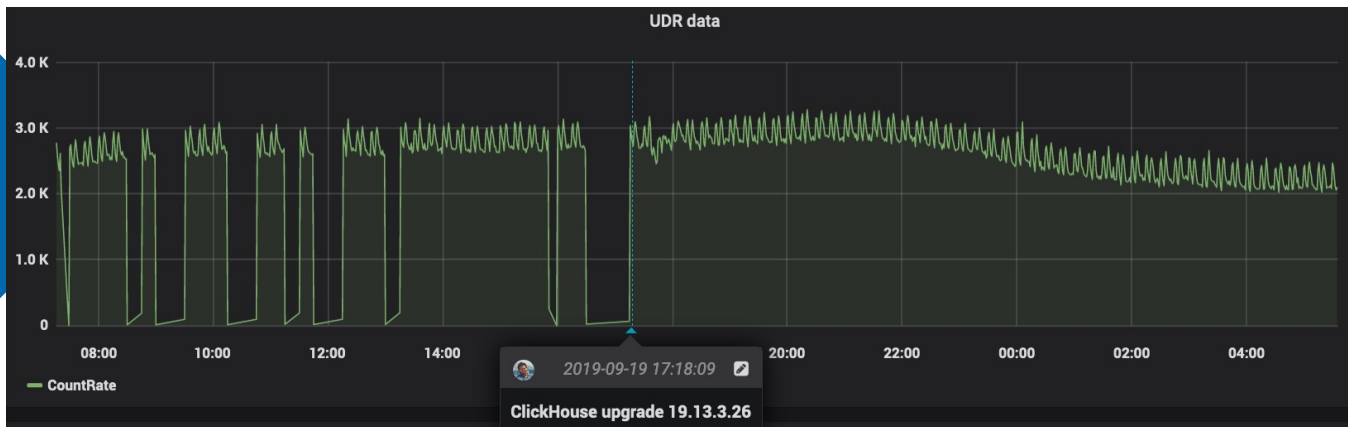 UDR data
4.0 K
3.0 K
2.0 K
1.0 K
0
08:00 10:00 12:00 14:00 20:00 22:00 00:00 02:00 04:00
2019-09-19 17:18:09
CountRate
ClickHouse upgrade 19.13.3.26